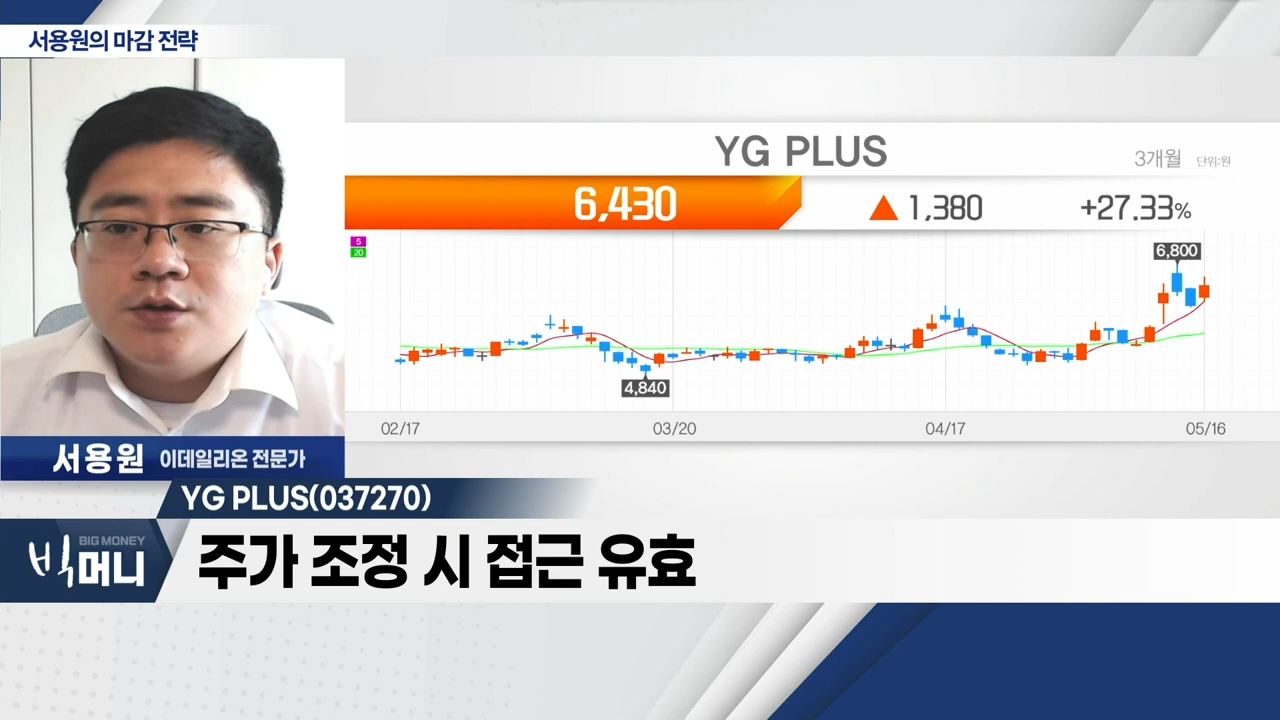 서용원의 마감 전략
YG PLUS
3개월 단위:원
6,430
▲ 1,380
+27.33%
5
20
6,800
4,840
02/17
03/20
04/17
05/16
서용원 이데일리온 전문가
YG PLUS(037270)
BIG MONEY
빅머니
주가 조정 시 접근 유효